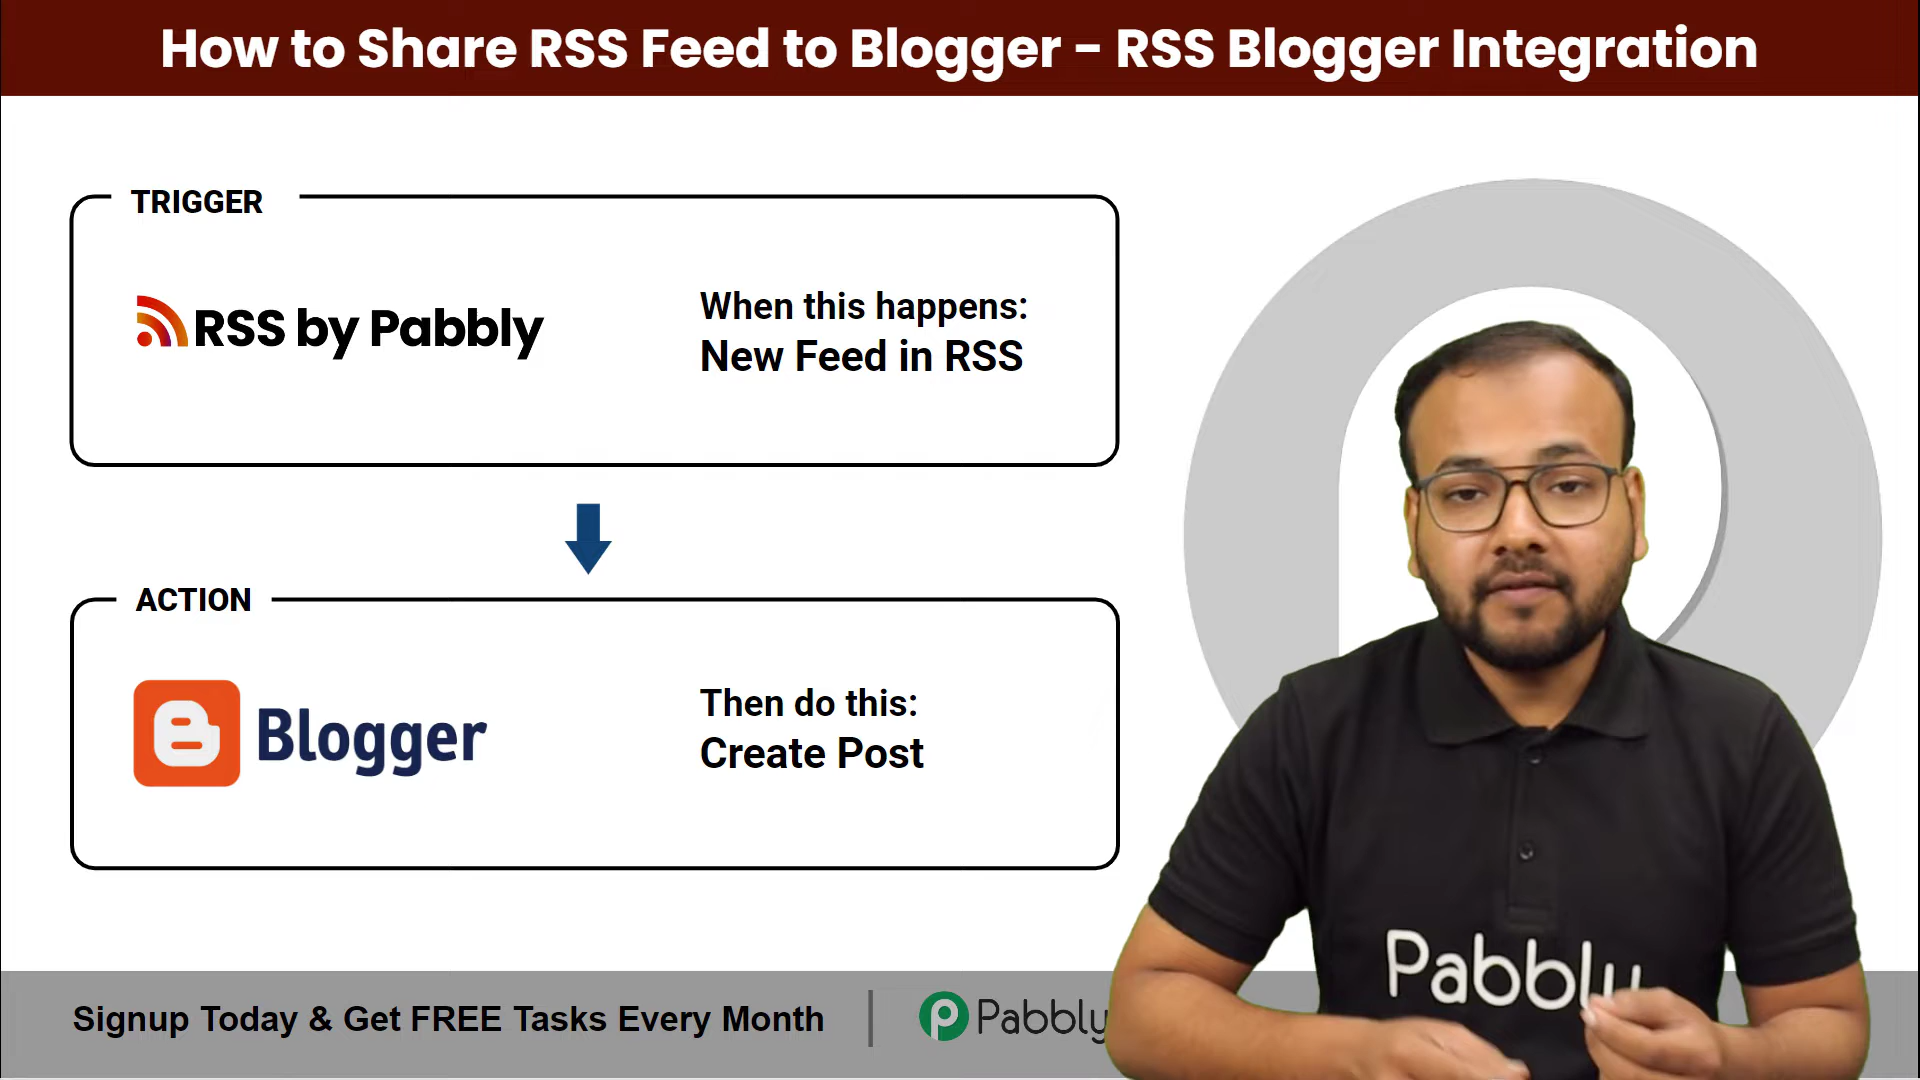 How to Share RSS Feed to Blogger - RSS Blogger Integration
TRIGGER
RSS by Pabbly
When this happens:
New Feed in RSS
ACTION
Blogger
Then do this:
Create Post
Pabbly
Signup Today & Get FREE Tasks Every Month
Pabbly